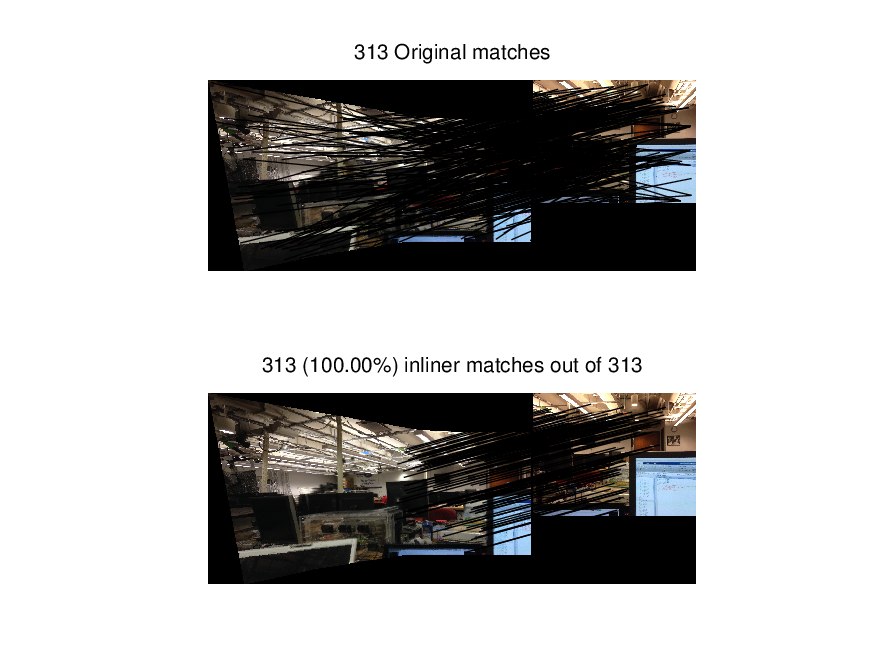 313 Original matches
313 (100.00%) inliner matches out of 313